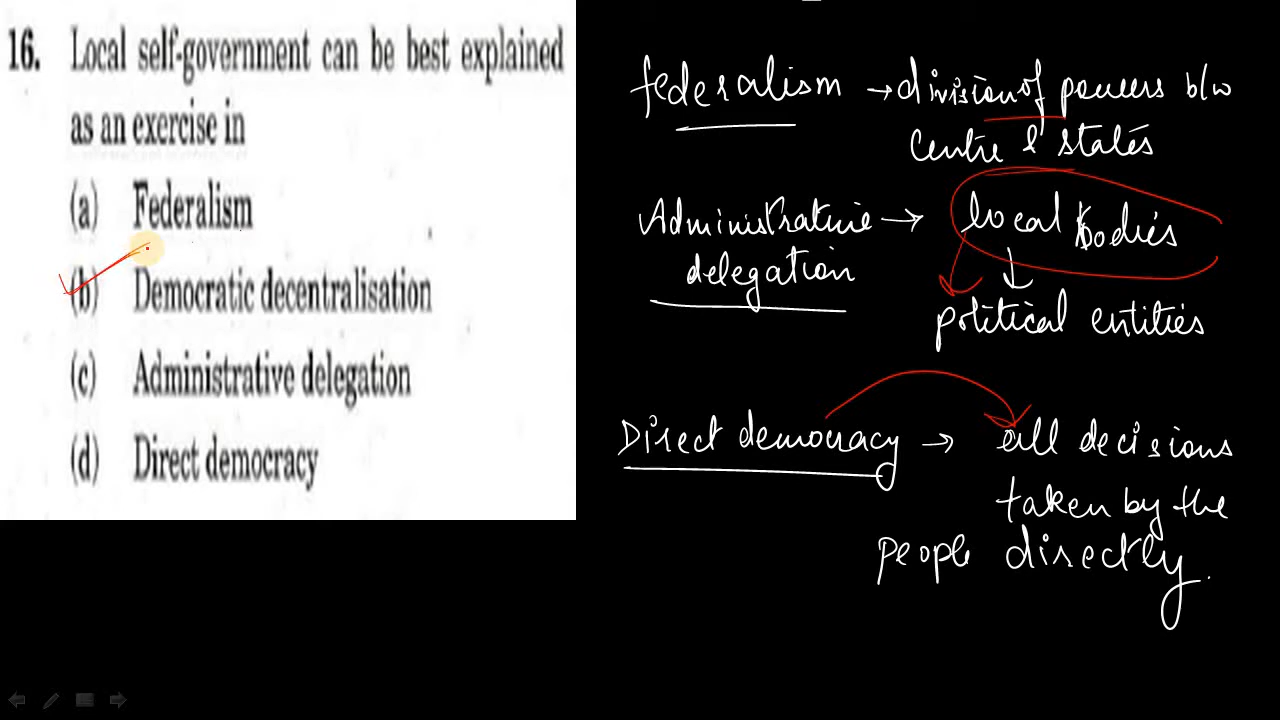 16. Local self-government can be best explained
as an exercise in
(a) Federalism
(b) Democratic decentralisation
(c) Administrative delegation
(d) Direct democracy
federalism → division of powers b/w
Centre & states
Administrative → local bodies
delegation ↓
political entities
Direct democracy → all decisions
taken by the
people directly.